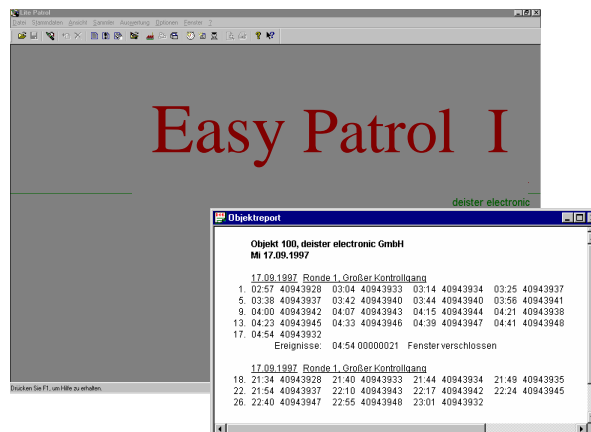 Lite Patrol
Datei Stammdaten Ansicht Sammler Auswertung Optionen Fenster ?
Easy Patrol I
deister electronic
Objektreport
Objekt 100, deister electronic GmbH
Mi 17.09.1997
17.09.1997 Ronde 1, Großer Kontrollgang
1. 02:57 40943928 03:04 40943933 03:14 40943934 03:25 40943937
5. 03:38 40943937 03:42 40943940 03:44 40943940 03:56 40943941
9. 04:00 40943942 04:07 40943943 04:15 40943944 04:21 40943938
13. 04:23 40943945 04:33 40943946 04:39 40943947 04:41 40943948
17. 04:54 40943932
Ereignisse: 04:54 00000021 Fenster verschlossen
17.09.1997 Ronde 1, Großer Kontrollgang
18. 21:34 40943928 21:40 40943933 21:44 40943934 21:49 40943935
22. 21:54 40943937 22:10 40943943 22:17 40943942 22:24 40943945
26. 22:40 40943947 22:55 40943948 23:01 40943932
Drücken Sie F1, um Hilfe zu erhalten.